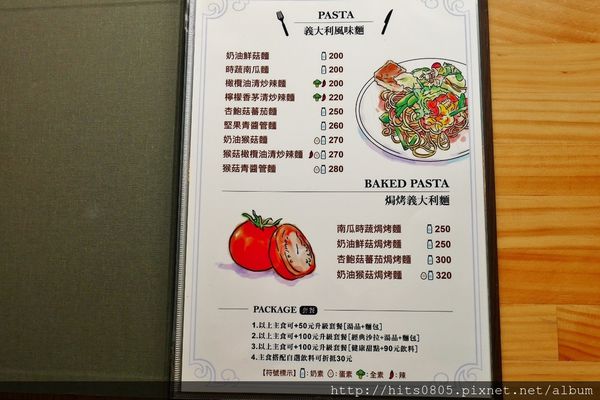 PASTA
義大利風味麵
奶油鮮菇麵 200
時蔬南瓜麵 200
橄欖油清炒辣麵 200
檸檬香茅清炒辣麵 220
杏鮑菇蕃茄麵 250
堅果青醬管麵 260
奶油猴菇麵 270
猴菇橄欖油清炒辣麵 270
猴菇青醬管麵 280
BAKED PASTA
焗烤義大利麵
南瓜時蔬焗烤麵 250
奶油鮮菇焗烤麵 250
杏鮑菇蕃茄焗烤麵 300
奶油猴菇焗烤麵 320
PACKAGE 套餐
1.以上主食可+50元升級套餐[湯品+麵包]
2.以上主食可+100元升級套餐[經典沙拉+湯品+麵包]
3.以上主食可+100元升級套餐[健康甜點+90元飲料]
4.主食搭配自選飲料可折抵30元
[符號標示] :奶素 :蛋素 :全素 :辣
http://hits0805.pixnet.net/album